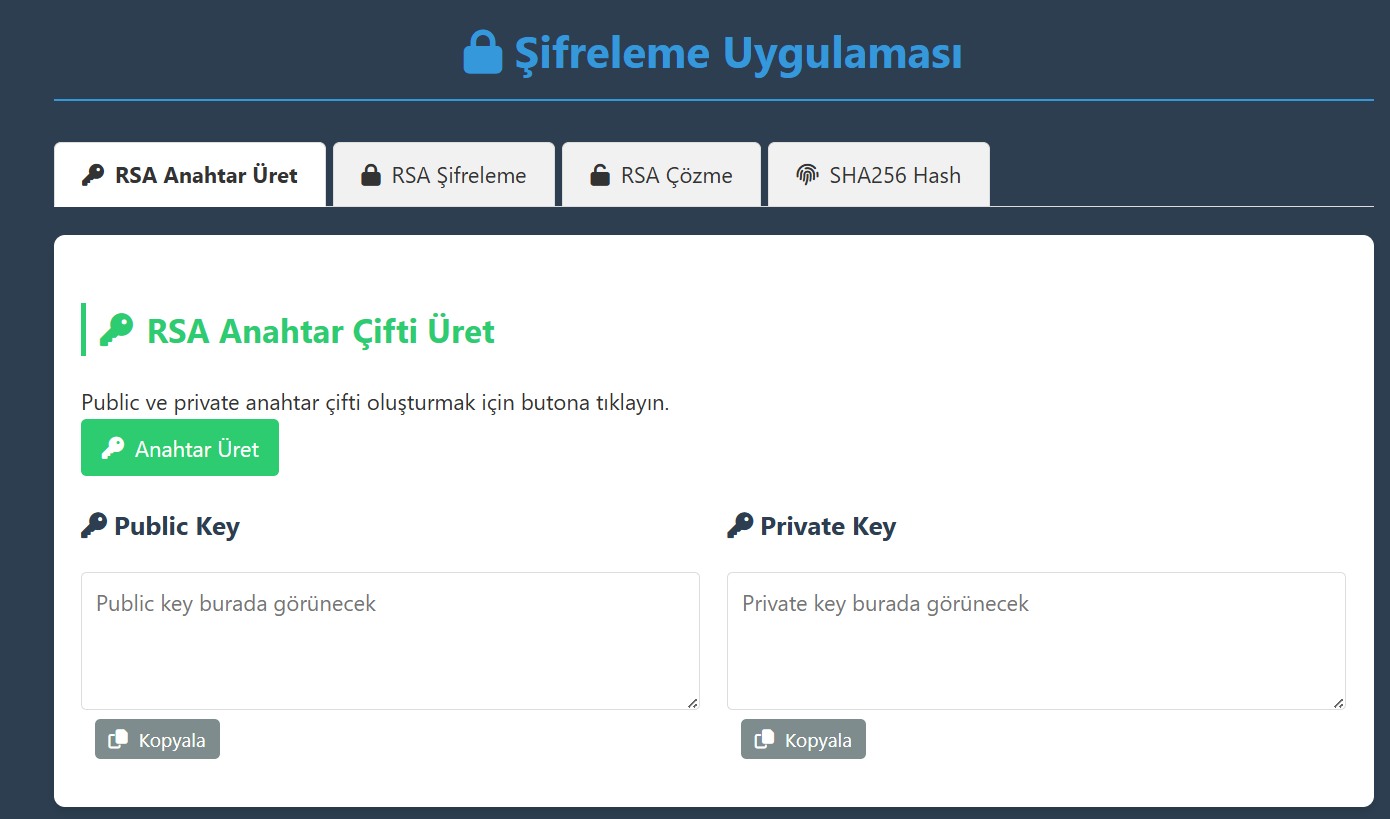 Şifreleme Uygulaması
RSA Anahtar Üret
RSA Şifreleme
RSA Çözme
SHA256 Hash
RSA Anahtar Çifti Üret
Public ve private anahtar çifti oluşturmak için butona tıklayın.
Anahtar Üret
Public Key
Public key burada görünecek
Kopyala
Private Key
Private key burada görünecek
Kopyala